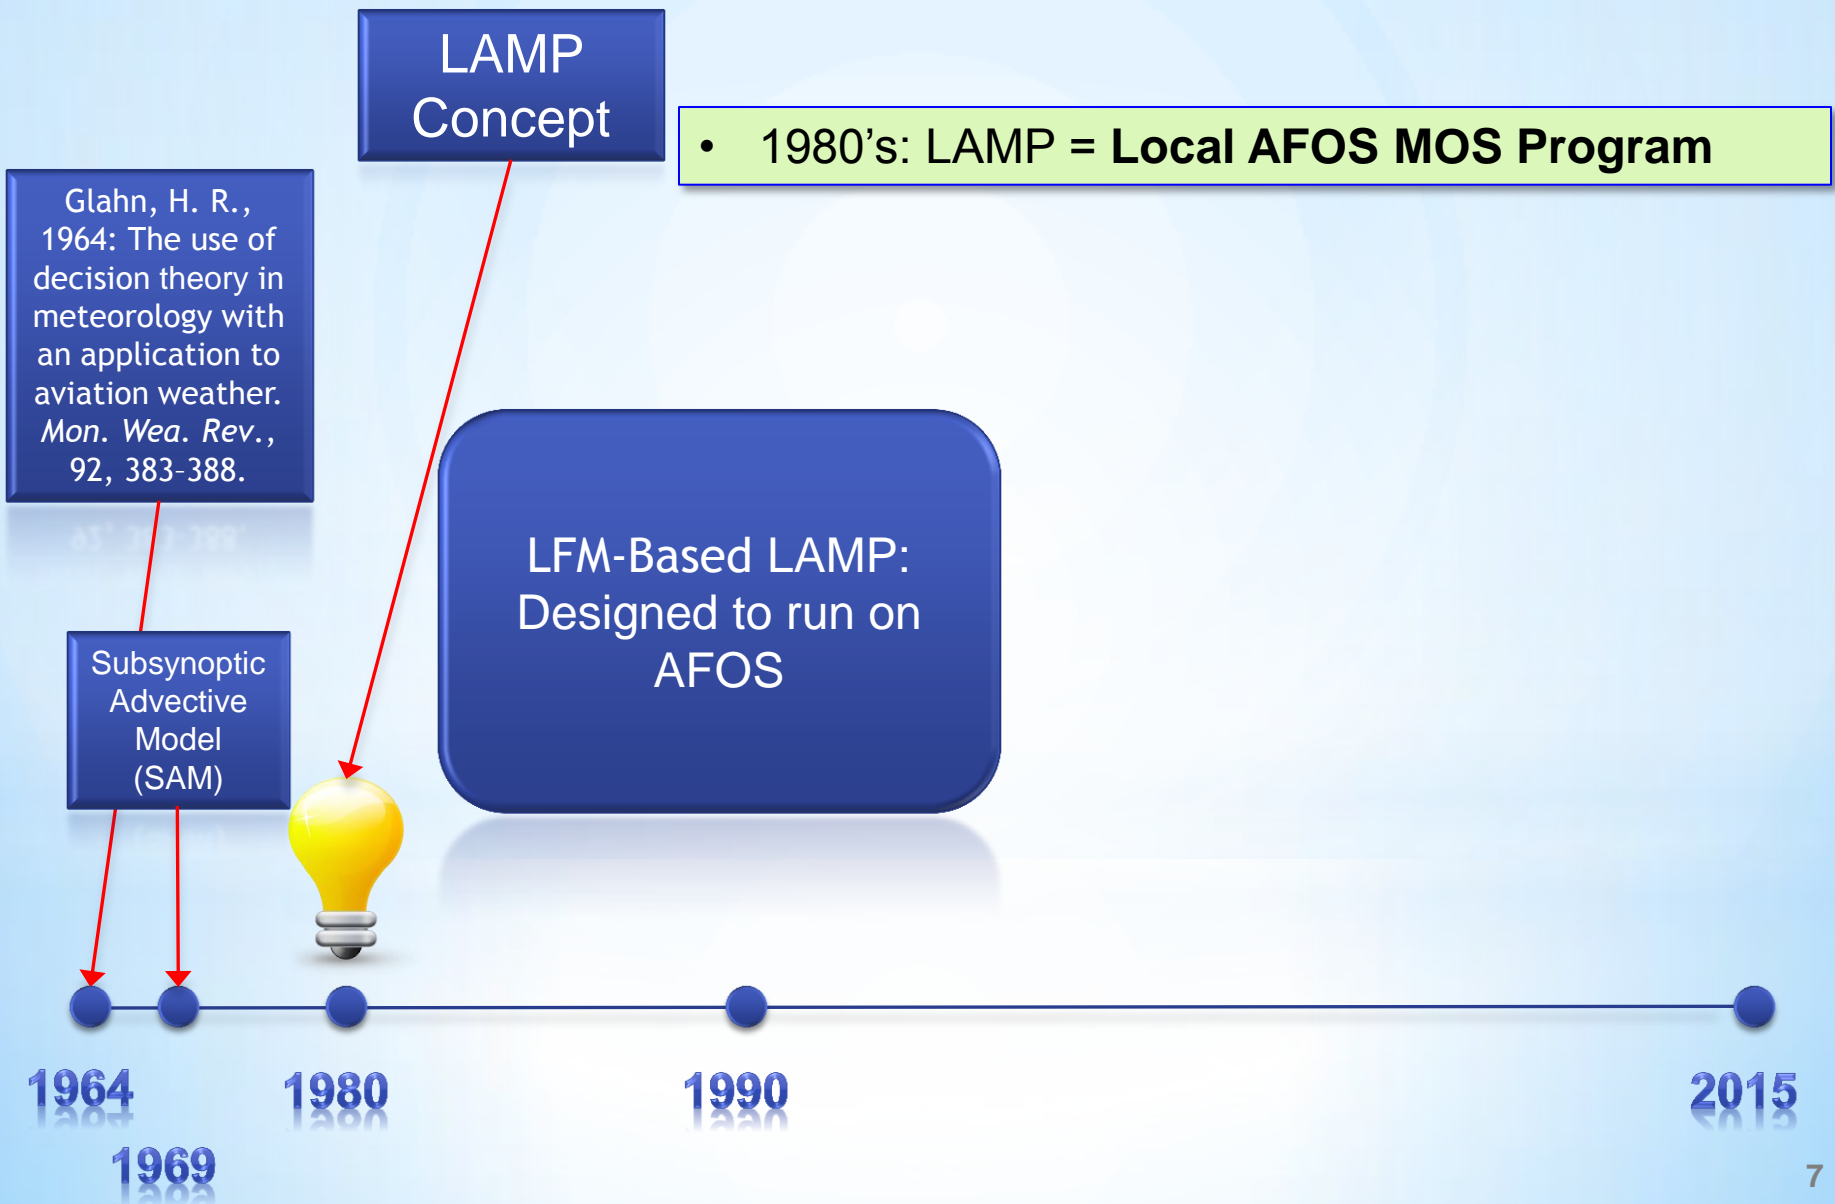 LAMP
Concept
• 1980’s: LAMP = Local AFOS MOS Program
Glahn, H. R.,
1964: The use of
decision theory in
meteorology with
an application to
aviation weather.
Mon. Wea. Rev.,
92, 383–388.
LFM-Based LAMP:
Designed to run on
AFOS
Subsynoptic
Advective
Model
(SAM)
1964
1969
1980
1990
2015
7